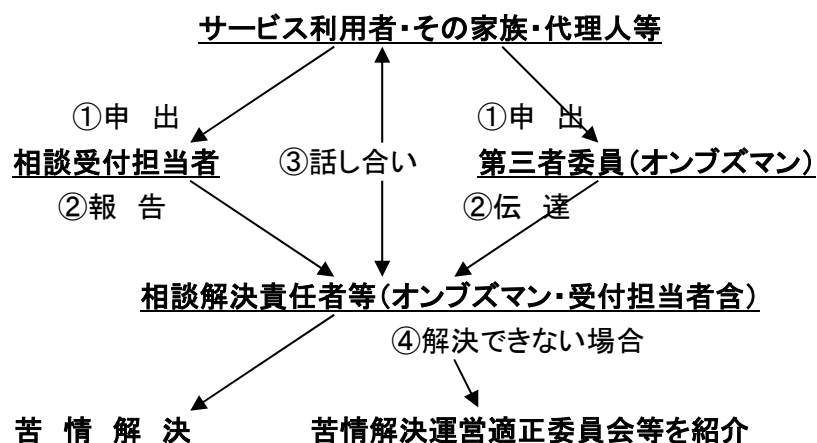 サービス利用者・その家族・代理人等
①申 出 ①申 出
相談受付担当者 ③話し合い 第三者委員(オンブズマン)
②報 告 ②伝 達
相談解決責任者等(オンブズマン・受付担当者含)
④解決できない場合
苦 情 解 決 苦情解決運営適正委員会等を紹介